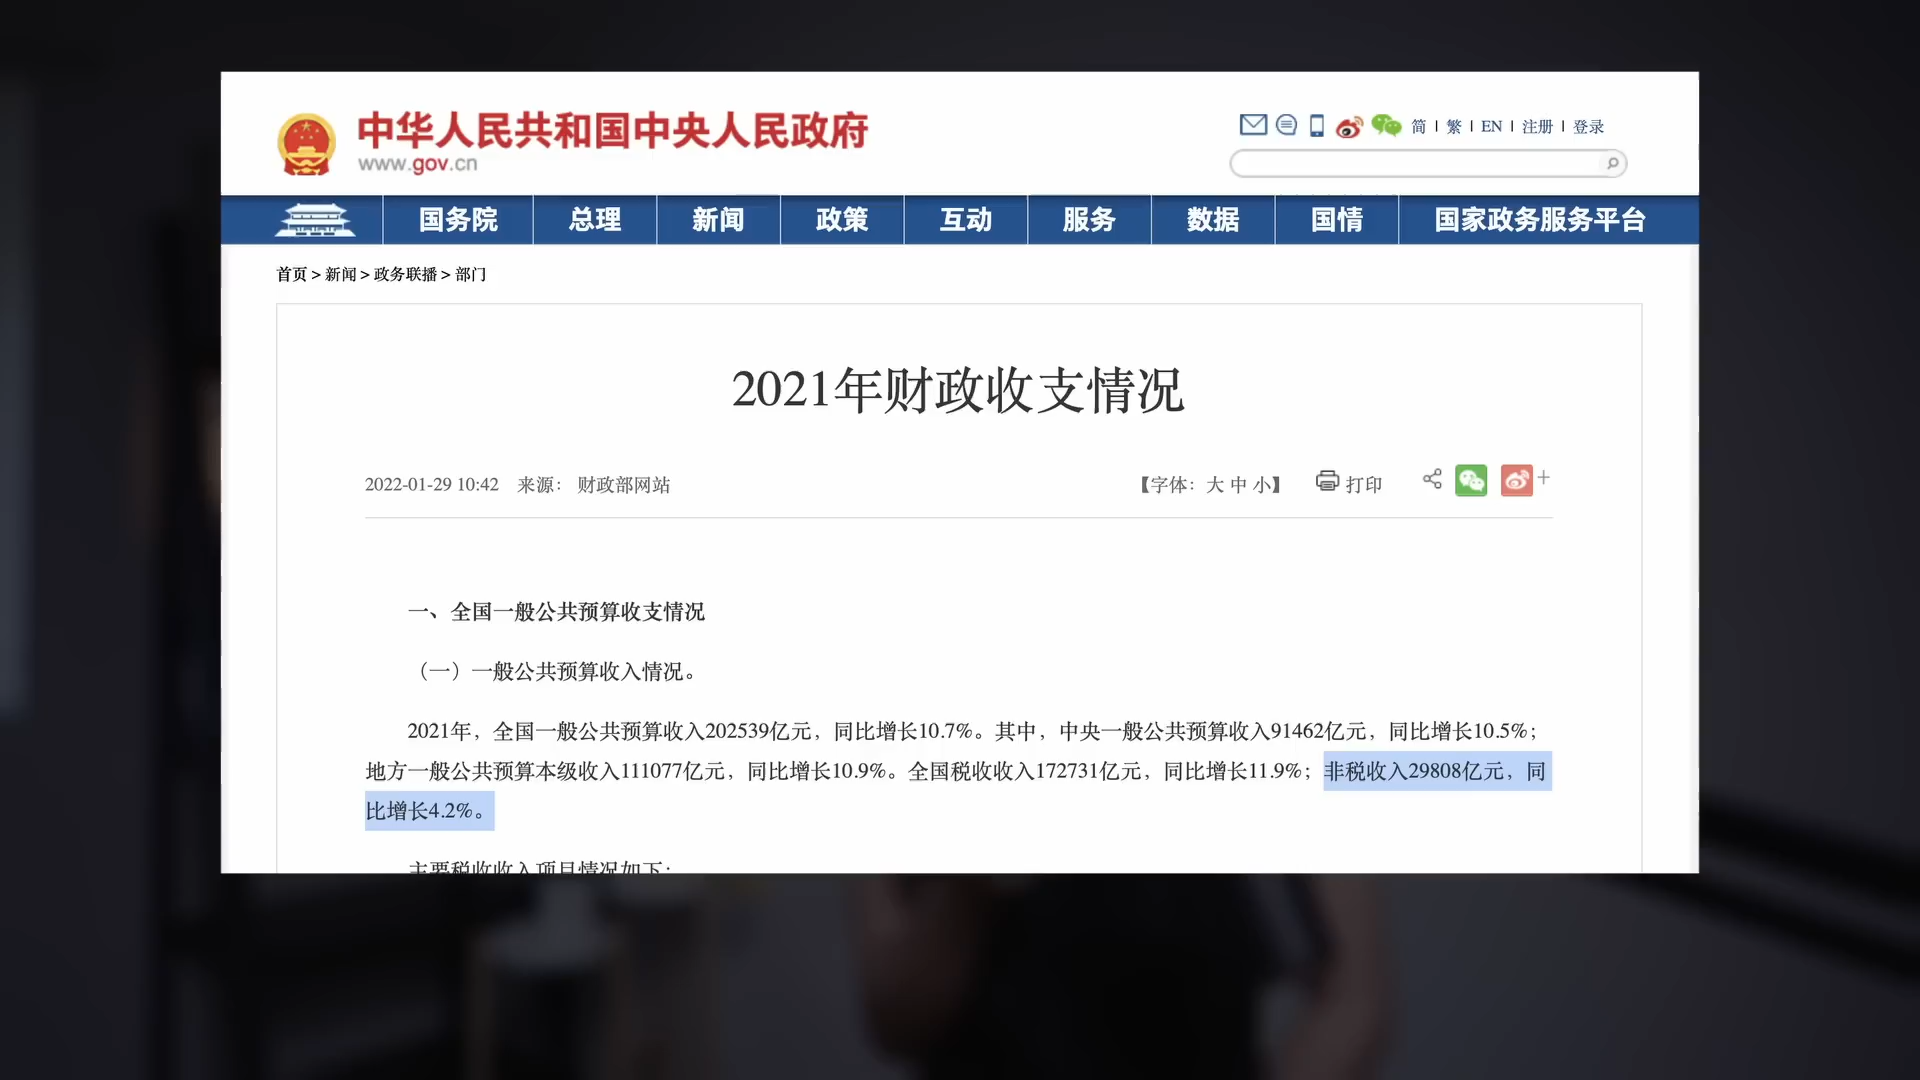 中华人民共和国中央人民政府
www.gov.cn
简 | 繁 | EN | 注册 | 登录
国务院 总理 新闻 政策 互动 服务 数据 国情 国家政务服务平台
首页 > 新闻 > 政务联播 > 部门
2021年财政收支情况
2022-01-29 10:42 来源: 财政部网站 【字体: 大 中 小】 打印 +
一、全国一般公共预算收支情况
（一）一般公共预算收入情况。
2021年，全国一般公共预算收入202539亿元，同比增长10.7%。其中，中央一般公共预算收入91462亿元，同比增长10.5%；
地方一般公共预算本级收入111077亿元，同比增长10.9%。全国税收收入172731亿元，同比增长11.9%；非税收入29808亿元，同
比增长4.2%。
主要税收收入项目情况如下：